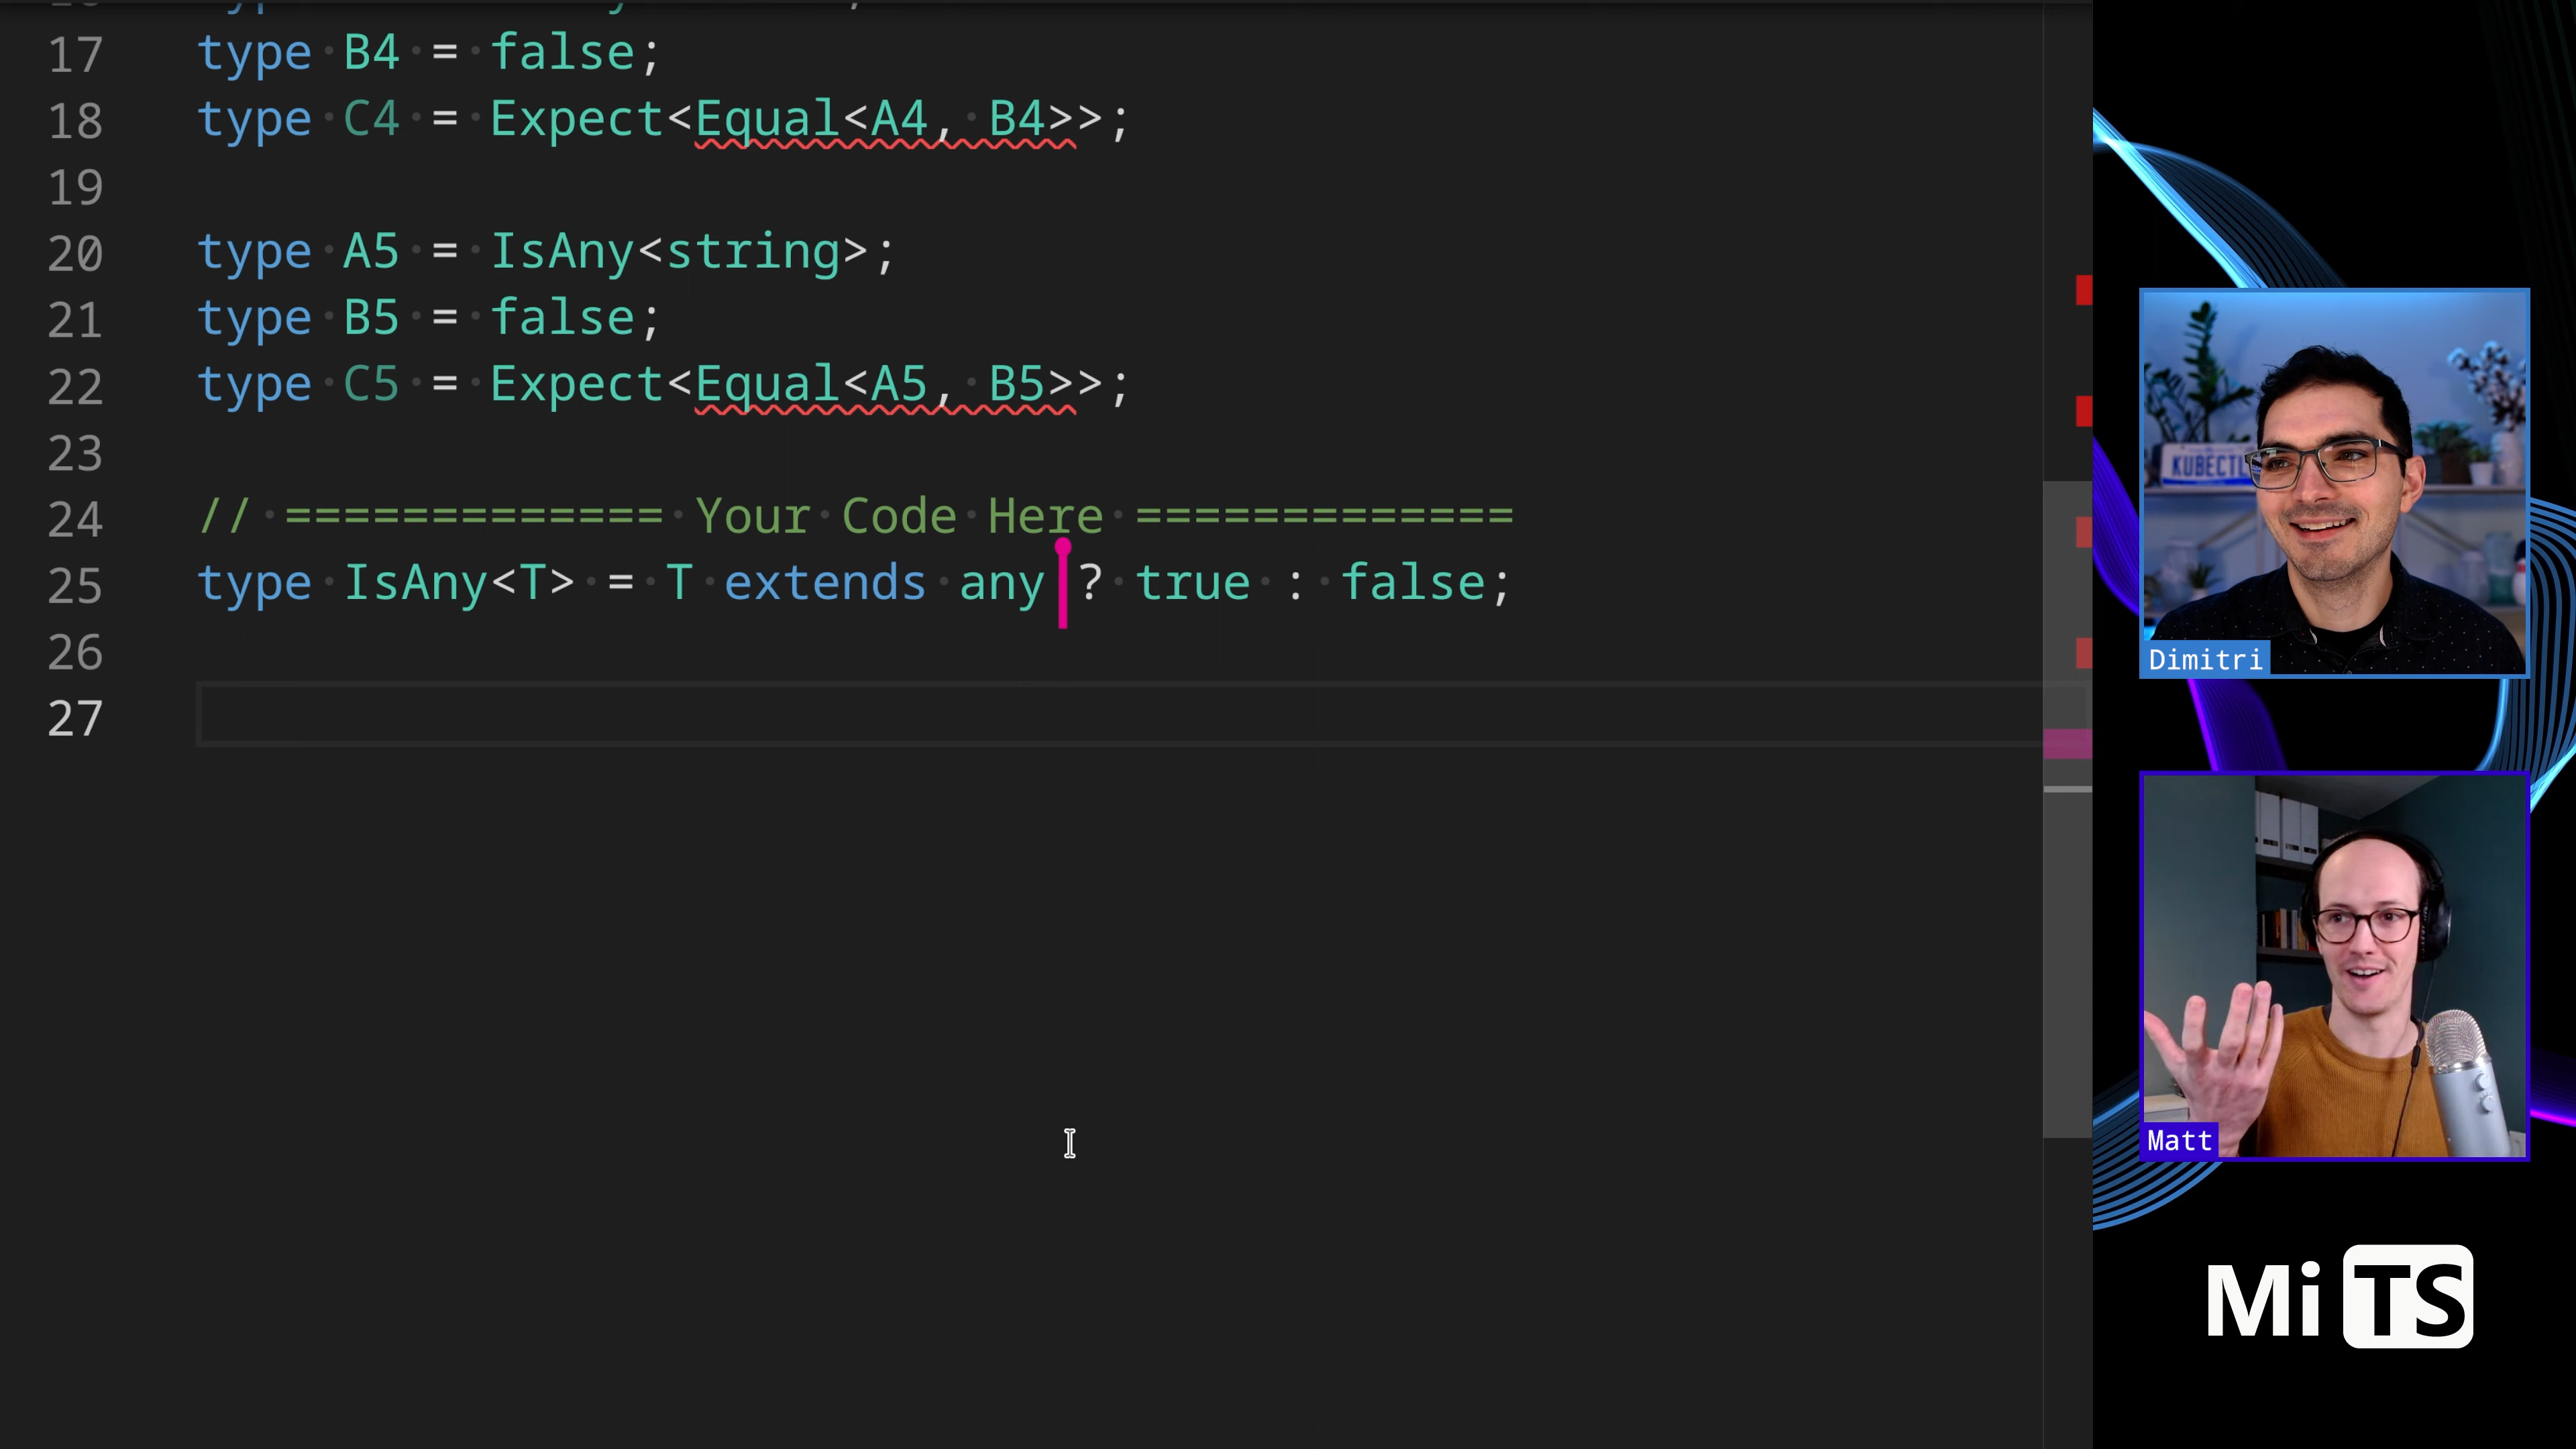 17 type B4 = false;
18 type C4 = Expect<Equal<A4, B4>>;
19
20 type A5 = IsAny<string>;
21 type B5 = false;
22 type C5 = Expect<Equal<A5, B5>>;
23
24 // ============= Your Code Here =============
25 type IsAny<T> = T extends any ? true : false;
26
27
KUBECTL
Dimitri
Matt
Mi TS